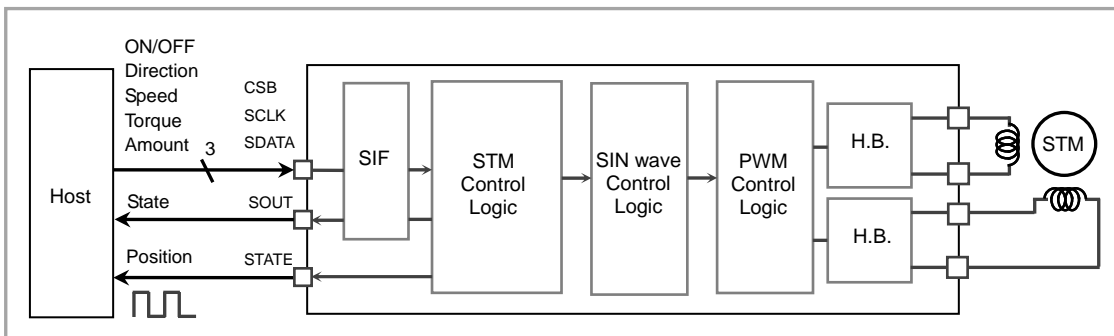 ON/OFF
Direction
Speed
Torque
Amount
3
CSB
SCLK
SDATA
Host
State
SOUT
Position
STATE
SIF
STM
Control
Logic
SIN wave
Control
Logic
PWM
Control
Logic
H.B.
H.B.
STM